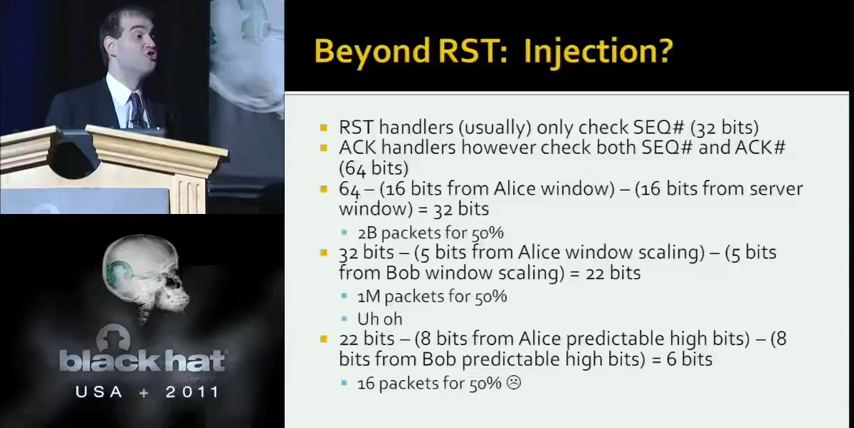 Beyond RST: Injection?
RST handlers (usually) only check SEQ# (32 bits)
ACK handlers however check both SEQ# and ACK#
(64 bits)
64 – (16 bits from Alice window) – (16 bits from server
window) = 32 bits
2B packets for 50%
32 bits – (5 bits from Alice window scaling) – (5 bits
from Bob window scaling) = 22 bits
1M packets for 50%
Uh oh
22 bits – (8 bits from Alice predictable high bits) – (8
bits from Bob predictable high bits) = 6 bits
16 packets for 50% ☹
black hat
USA + 2011